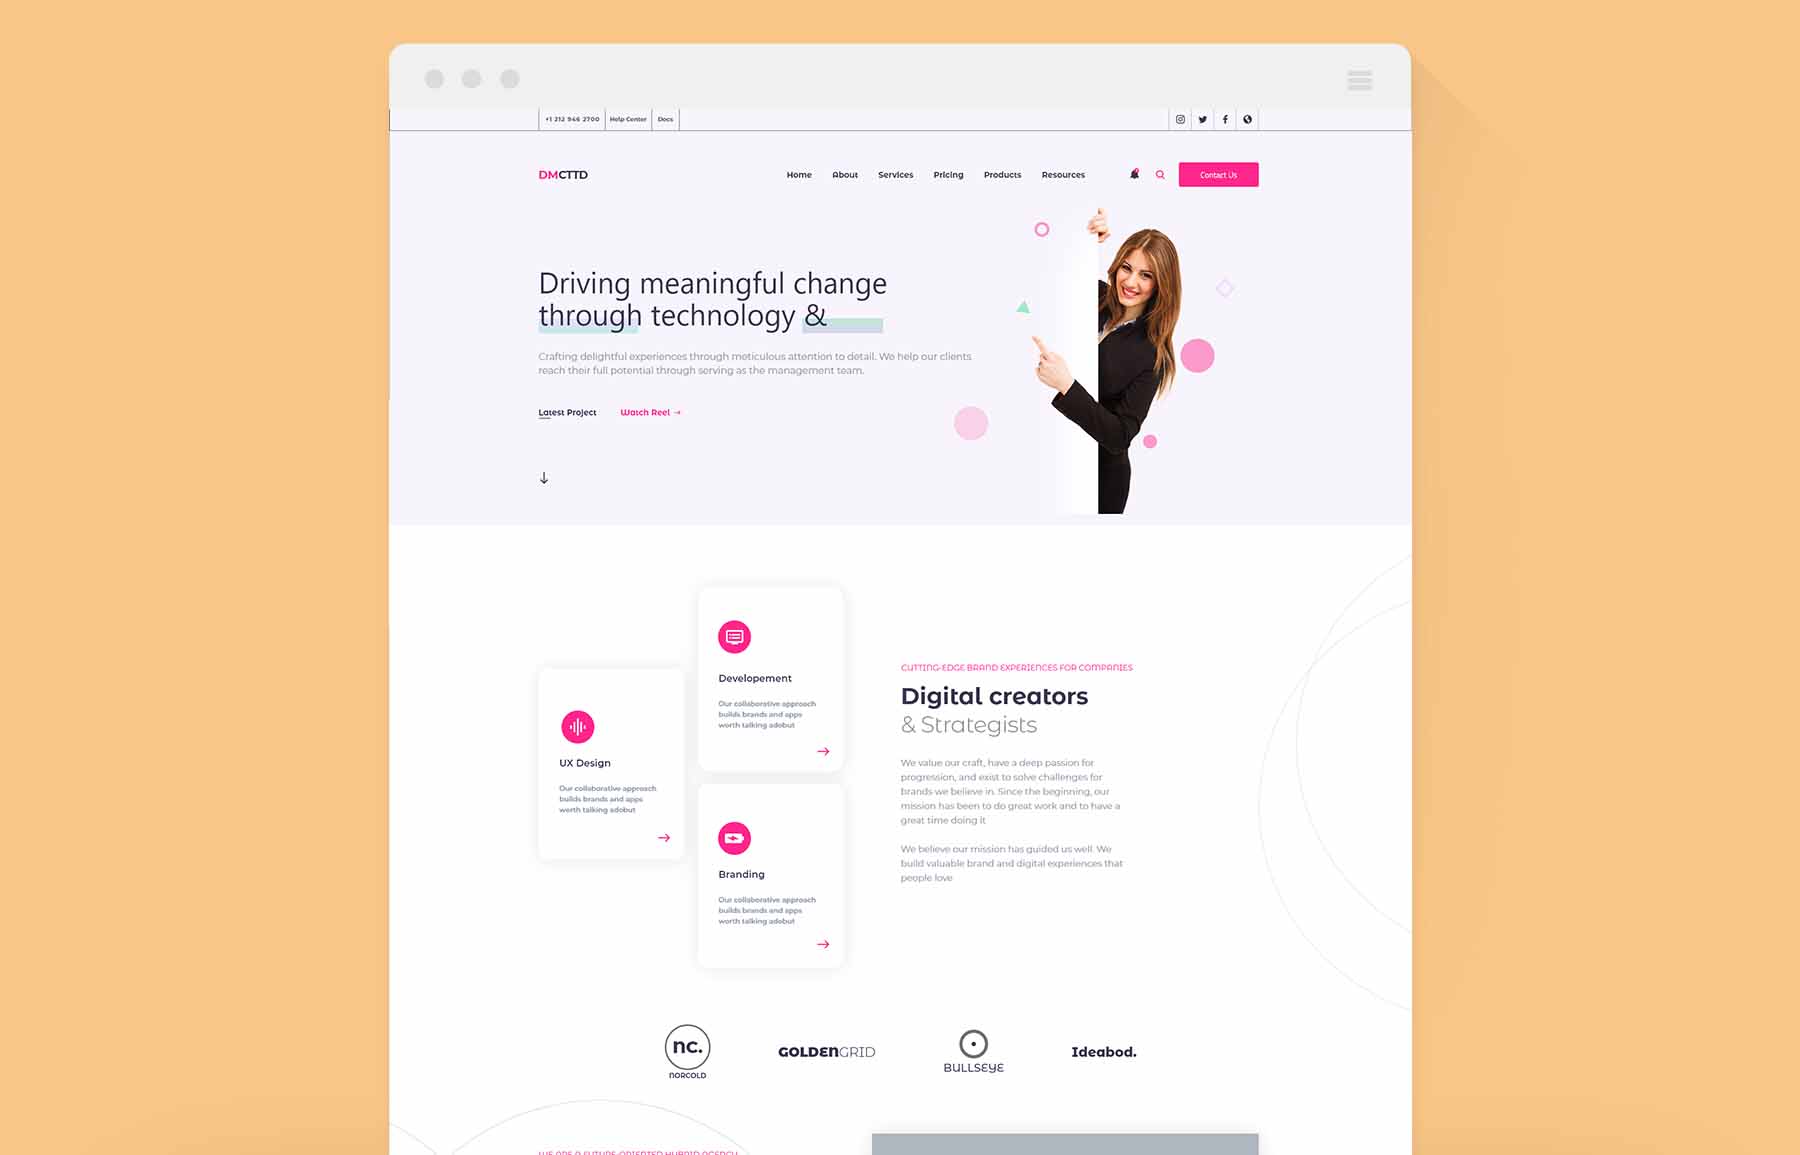 +1 212 946 2700 Help Center Docs
DMCTTD Home About Services Pricing Products Resources Contact Us
Driving meaningful change
through technology &
Crafting delightful experiences through meticulous attention to detail. We help our clients
reach their full potential through serving as the management team.
Latest Project Watch Reel →
UX Design
Our collaborative approach
builds brands and apps
worth talking adobut
Developement
Our collaborative approach
builds brands and apps
worth talking adobut
Branding
Our collaborative approach
builds brands and apps
worth talking adobut
CUTTING-EDGE BRAND EXPERIENCES FOR COMPANIES
Digital creators
& Strategists
We value our craft, have a deep passion for
progression, and exist to solve challenges for
brands we believe in. Since the beginning, our
mission has been to do great work and to have a
great time doing it
We believe our mission has guided us well. We
build valuable brand and digital experiences that
people love
nc.
NORCOLD
GOLDENGRID
BULLSEYE
Ideabod.
WE ARE A FUTURE-ORIENTED HYBRID AGENCY